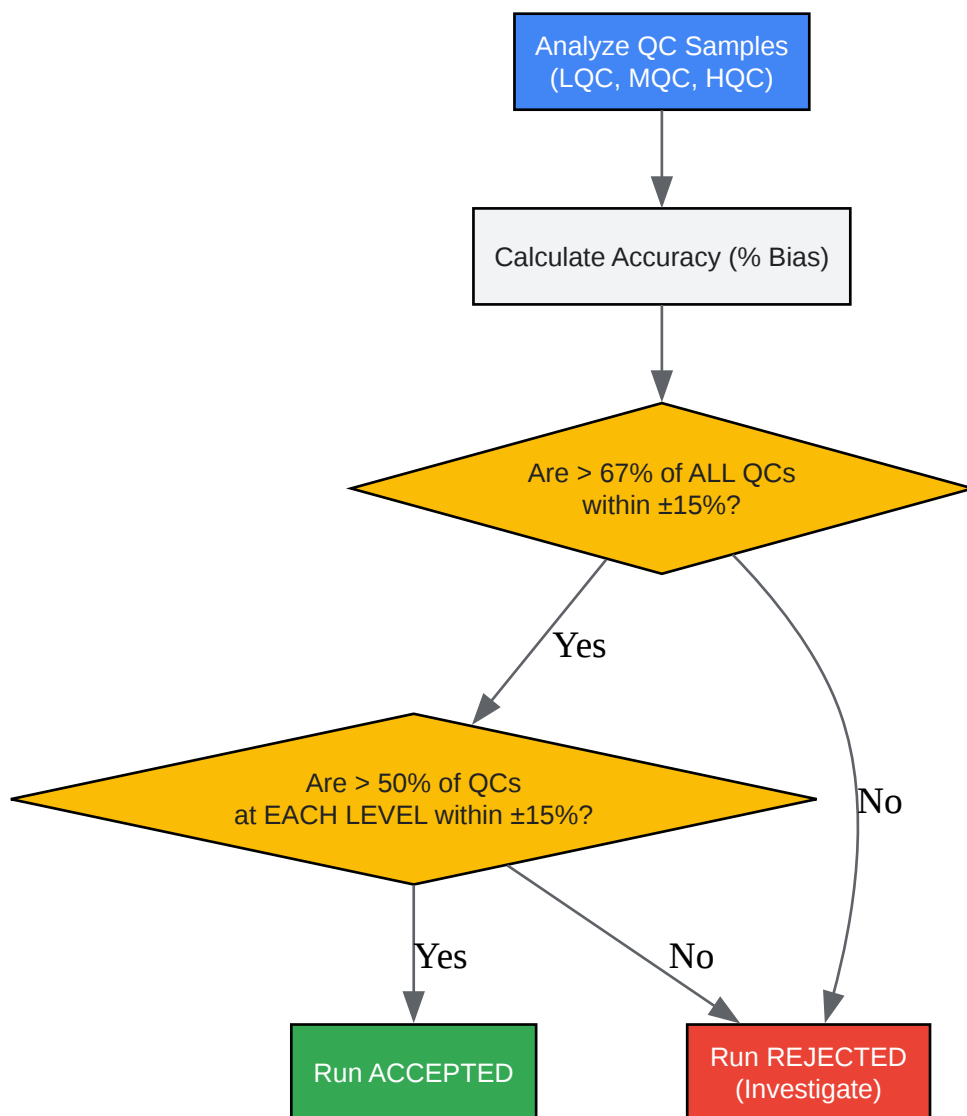 Analyze QC Samples
(LQC, MQC, HQC)
Calculate Accuracy (% Bias)
Are > 67% of ALL QCs
within ±15%?
Yes
No
Are > 50% of QCs
at EACH LEVEL within ±15%?
Yes
No
Run ACCEPTED
Run REJECTED
(Investigate)